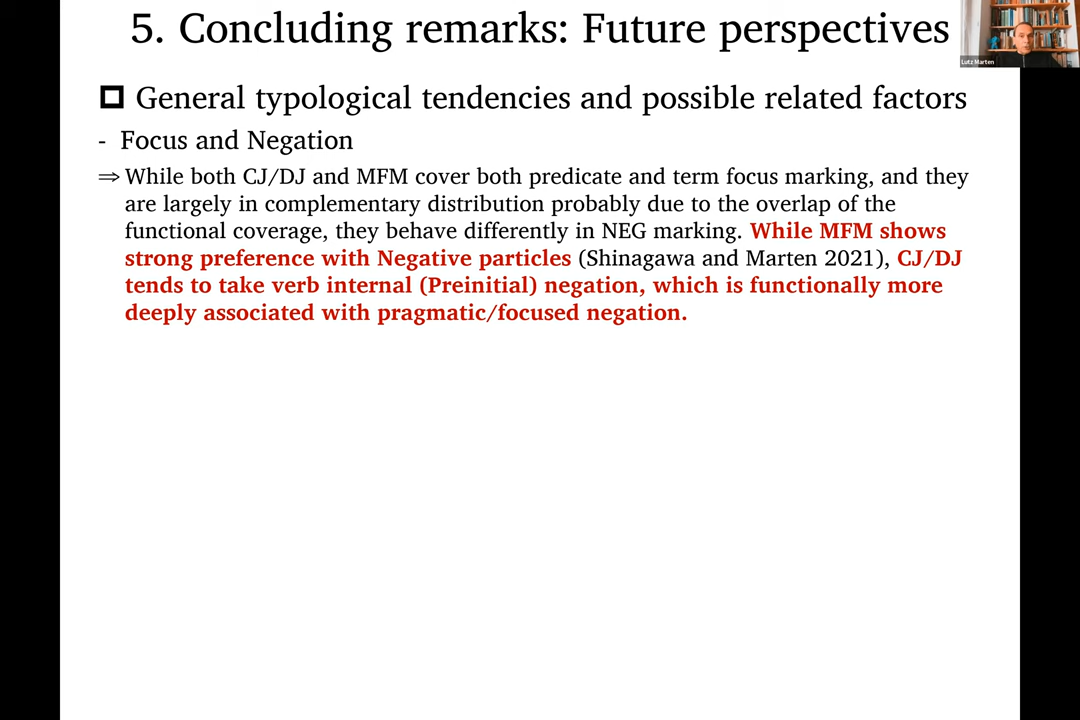 5. Concluding remarks: Future perspectives
Lutz Marten
General typological tendencies and possible related factors
- Focus and Negation
⇒ While both CJ/DJ and MFM cover both predicate and term focus marking, and they
are largely in complementary distribution probably due to the overlap of the
functional coverage, they behave differently in NEG marking. While MFM shows
strong preference with Negative particles (Shinagawa and Marten 2021), CJ/DJ
tends to take verb internal (Preinitial) negation, which is functionally more
deeply associated with pragmatic/focused negation.